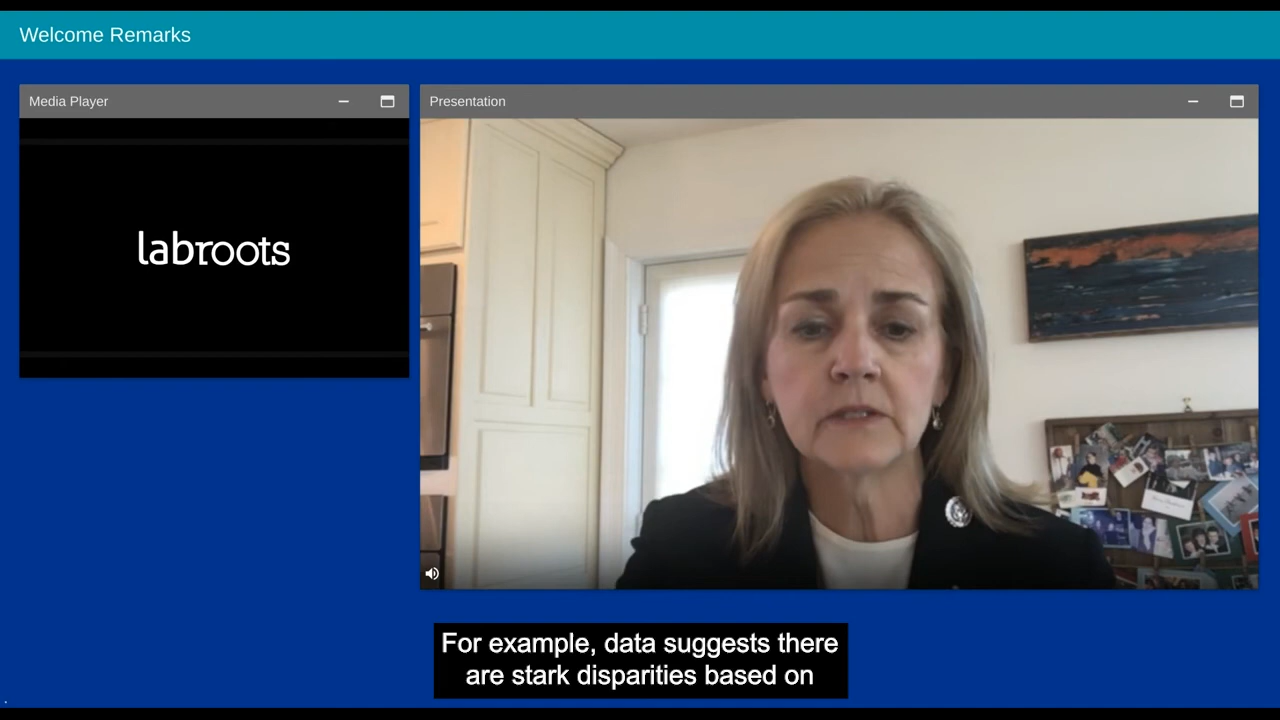 Welcome Remarks
Media Player
Presentation
labroots
For example, data suggests there
are stark disparities based on